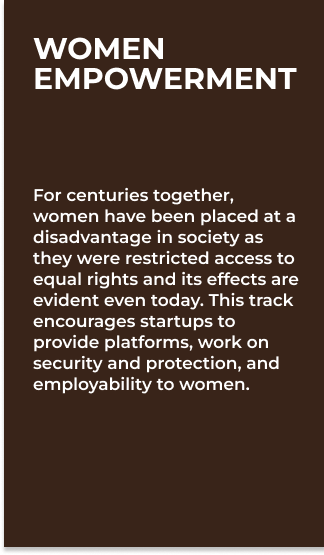 WOMEN
EMPOWERMENT
For centuries together,
women have been placed at a
disadvantage in society as
they were restricted access to
equal rights and its effects are
evident even today. This track
encourages startups to
provide platforms, work on
security and protection, and
employability to women.